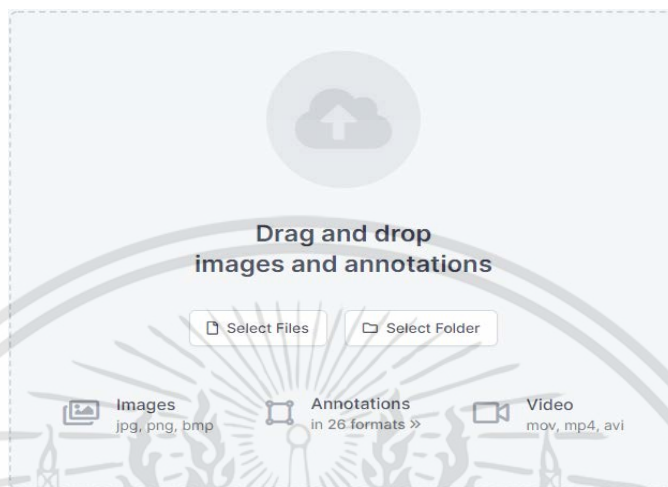 Drag and drop
images and annotations
Select Files
Select Folder
Images
jpg, png, bmp
Annotations
in 26 formats »
Video
mov, mp4, avi